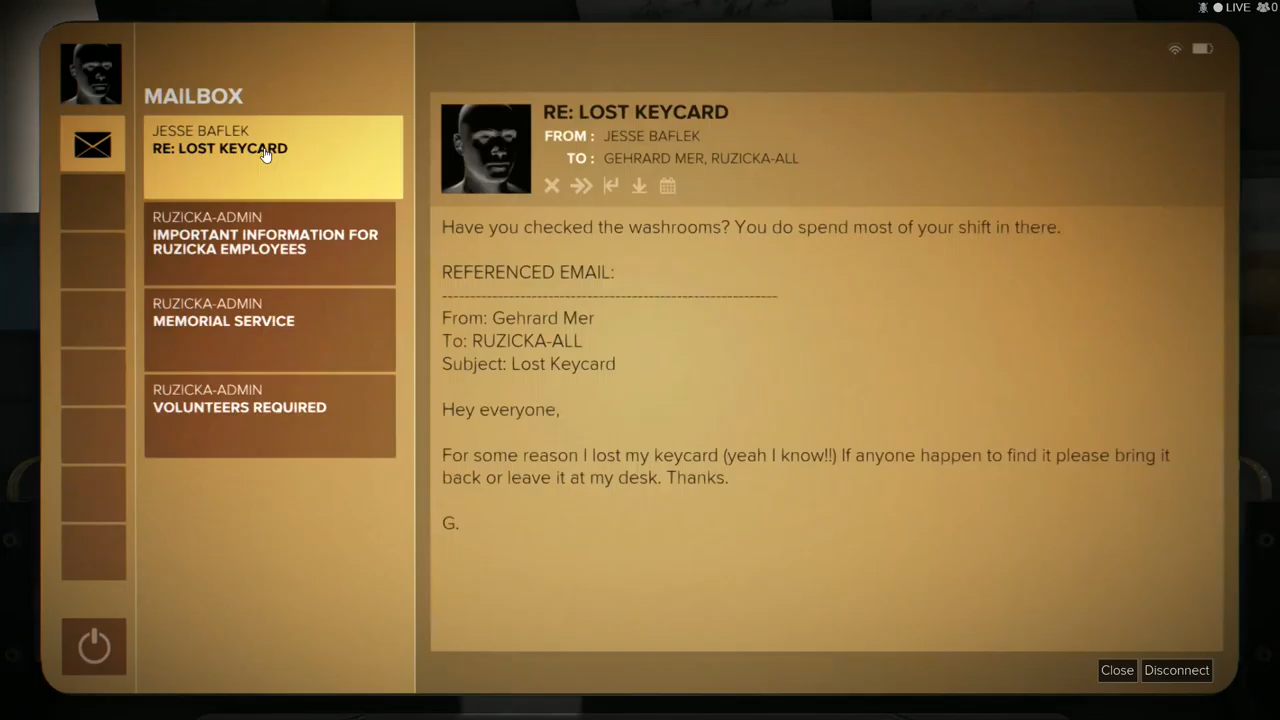 LIVE 0
MAILBOX
JESSE BAFLEK
RE: LOST KEYCARD
RUZICKA-ADMIN
IMPORTANT INFORMATION FOR
RUZICKA EMPLOYEES
RUZICKA-ADMIN
MEMORIAL SERVICE
RUZICKA-ADMIN
VOLUNTEERS REQUIRED
RE: LOST KEYCARD
FROM : JESSE BAFLEK
TO : GEHRARD MER, RUZICKA-ALL
Have you checked the washrooms? You do spend most of your shift in there.
REFERENCED EMAIL:
------------------------------------------------------------
From: Gehrard Mer
To: RUZICKA-ALL
Subject: Lost Keycard
Hey everyone,
For some reason I lost my keycard (yeah I know!!) If anyone happen to find it please bring it
back or leave it at my desk. Thanks.
G.
Close Disconnect